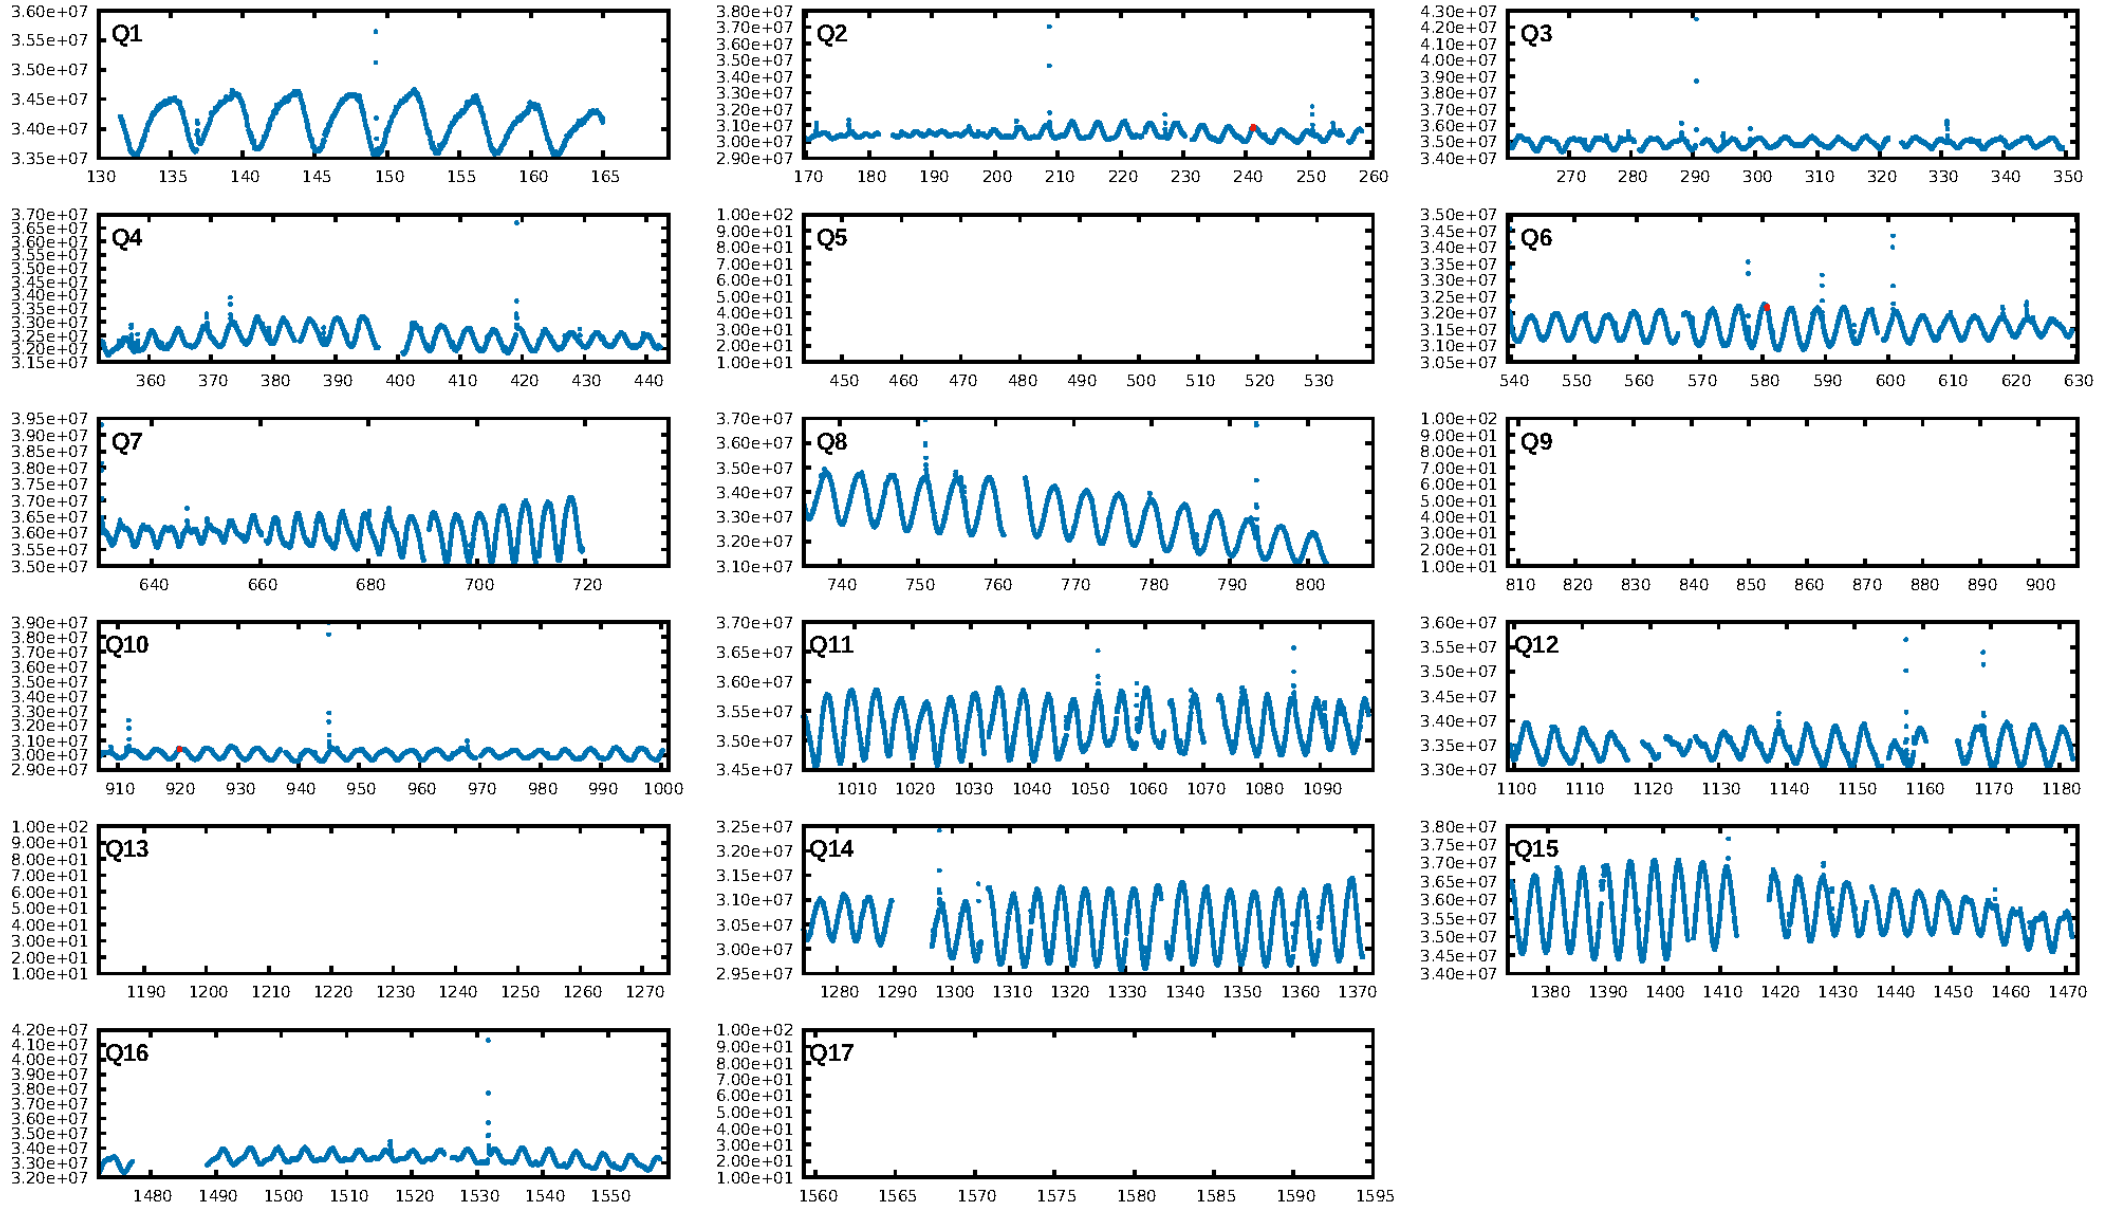 3.60e+07
3.55e+07
3.50e+07
3.45e+07
3.40e+07
3.35e+07
Q1
130 135 140 145 150 155 160 165
3.80e+07
3.70e+07
3.60e+07
3.50e+07
3.40e+07
3.30e+07
3.20e+07
3.10e+07
3.00e+07
2.90e+07
Q2
170 180 190 200 210 220 230 240 250 260
4.30e+07
4.20e+07
4.10e+07
4.00e+07
3.90e+07
3.80e+07
3.70e+07
3.60e+07
3.50e+07
3.40e+07
Q3
270 280 290 300 310 320 330 340 350
3.70e+07
3.65e+07
3.60e+07
3.55e+07
3.50e+07
3.45e+07
3.40e+07
3.35e+07
3.30e+07
3.25e+07
3.20e+07
3.15e+07
Q4
360 370 380 390 400 410 420 430 440
1.00e+02
9.00e+01
8.00e+01
7.00e+01
6.00e+01
5.00e+01
4.00e+01
3.00e+01
2.00e+01
1.00e+01
Q5
450 460 470 480 490 500 510 520 530
3.50e+07
3.45e+07
3.40e+07
3.35e+07
3.30e+07
3.25e+07
3.20e+07
3.15e+07
3.10e+07
3.05e+07
Q6
540 550 560 570 580 590 600 610 620 630
3.95e+07
3.90e+07
3.85e+07
3.80e+07
3.75e+07
3.70e+07
3.65e+07
3.60e+07
3.55e+07
3.50e+07
Q7
640 660 680 700 720
3.70e+07
3.60e+07
3.50e+07
3.40e+07
3.30e+07
3.20e+07
3.10e+07
Q8
740 750 760 770 780 790 800
1.00e+02
9.00e+01
8.00e+01
7.00e+01
6.00e+01
5.00e+01
4.00e+01
3.00e+01
2.00e+01
1.00e+01
Q9
810 820 830 840 850 860 870 880 890 900
3.90e+07
3.80e+07
3.70e+07
3.60e+07
3.50e+07
3.40e+07
3.30e+07
3.20e+07
3.10e+07
3.00e+07
2.90e+07
Q10
910 920 930 940 950 960 970 980 990 1000
3.70e+07
3.65e+07
3.60e+07
3.55e+07
3.50e+07
3.45e+07
Q11
1010 1020 1030 1040 1050 1060 1070 1080 1090
3.60e+07
3.55e+07
3.50e+07
3.45e+07
3.40e+07
3.35e+07
3.30e+07
Q12
1100 1110 1120 1130 1140 1150 1160 1170 1180
1.00e+02
9.00e+01
8.00e+01
7.00e+01
6.00e+01
5.00e+01
4.00e+01
3.00e+01
2.00e+01
1.00e+01
Q13
1190 1200 1210 1220 1230 1240 1250 1260 1270
3.25e+07
3.20e+07
3.15e+07
3.10e+07
3.05e+07
3.00e+07
2.95e+07
Q14
1280 1290 1300 1310 1320 1330 1340 1350 1360 1370
3.80e+07
3.75e+07
3.70e+07
3.65e+07
3.60e+07
3.55e+07
3.50e+07
3.45e+07
3.40e+07
Q15
1380 1390 1400 1410 1420 1430 1440 1450 1460 1470
4.20e+07
4.10e+07
4.00e+07
3.90e+07
3.80e+07
3.70e+07
3.60e+07
3.50e+07
3.40e+07
3.30e+07
3.20e+07
Q16
1480 1490 1500 1510 1520 1530 1540 1550
1.00e+02
9.00e+01
8.00e+01
7.00e+01
6.00e+01
5.00e+01
4.00e+01
3.00e+01
2.00e+01
1.00e+01
Q17
1560 1565 1570 1575 1580 1585 1590 1595